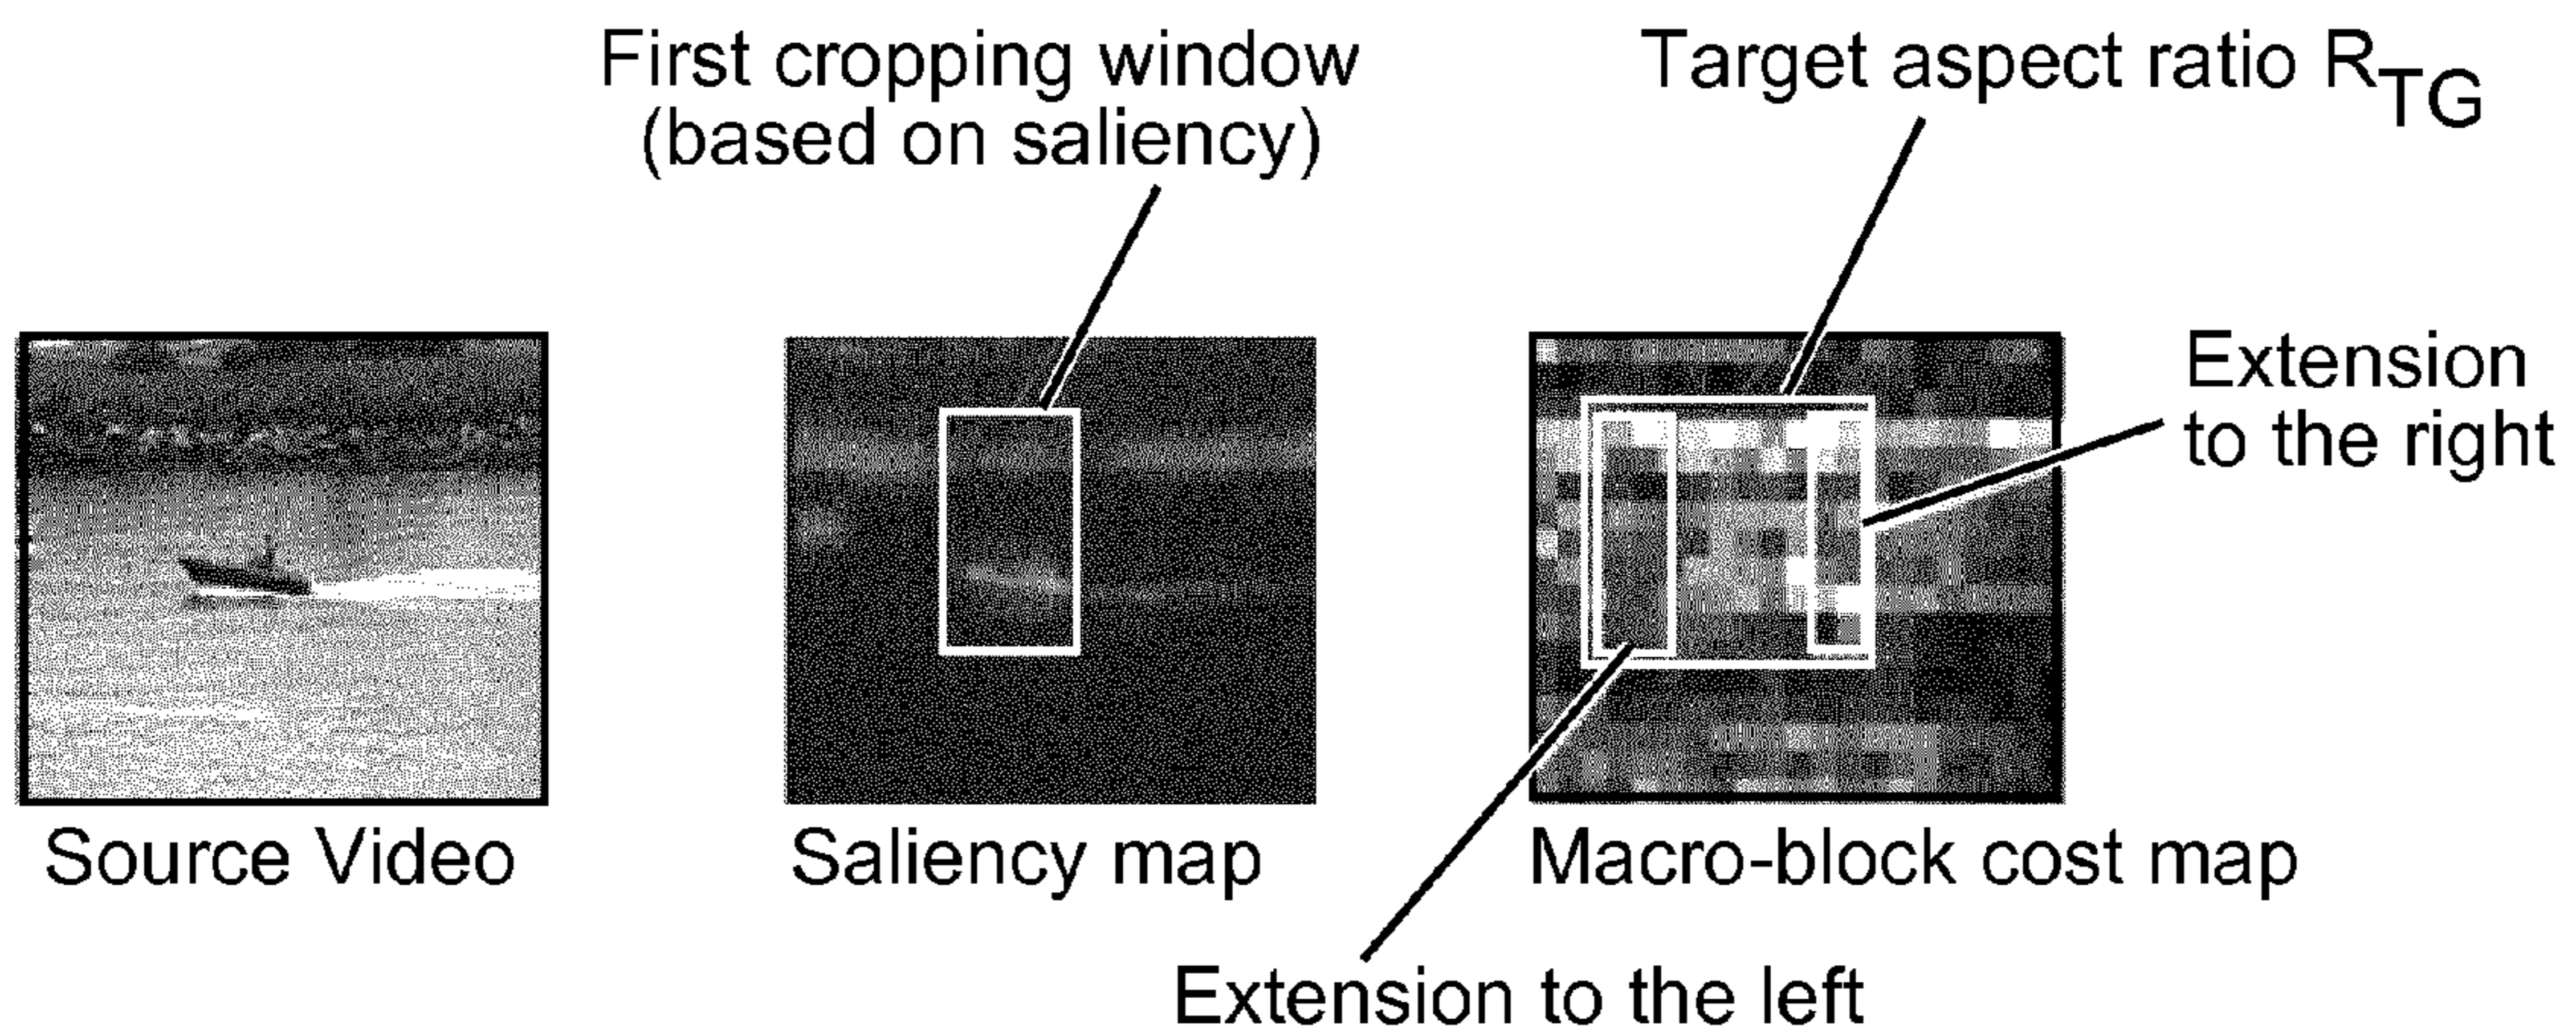 First cropping window
(based on saliency)
Target aspect ratio RTG
Extension
to the right
Source Video
Saliency map
Macro-block cost map
Extension to the left